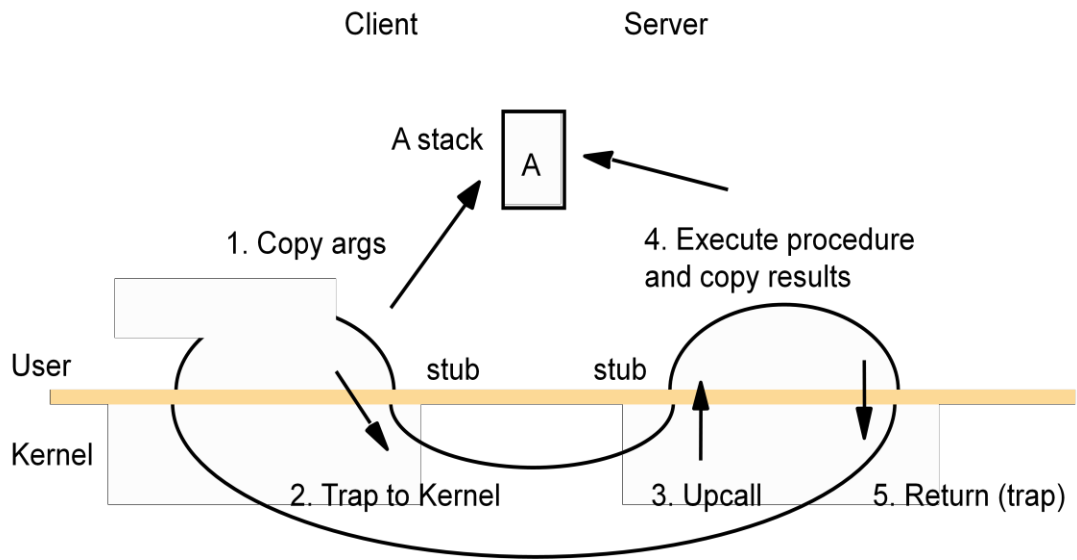 Client
Server
A stack
A
1. Copy args
4. Execute procedure
and copy results
User
stub
stub
Kernel
2. Trap to Kernel
3. Upcall
5. Return (trap)